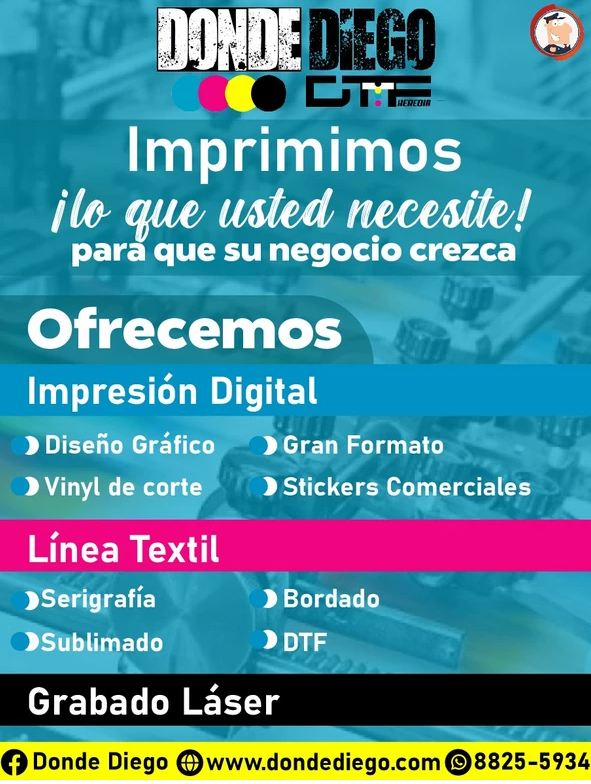 DONDE DIEGO
DTF
HEREDIA
Imprimimos
¡lo que usted necesite!
para que su negocio crezca
Ofrecemos
Impresión Digital
Diseño Gráfico Gran Formato
Vinyl de corte Stickers Comerciales
Línea Textil
Serigrafía Bordado
Sublimado DTF
Grabado Láser
Donde Diego www.dondediego.com 8825-5934